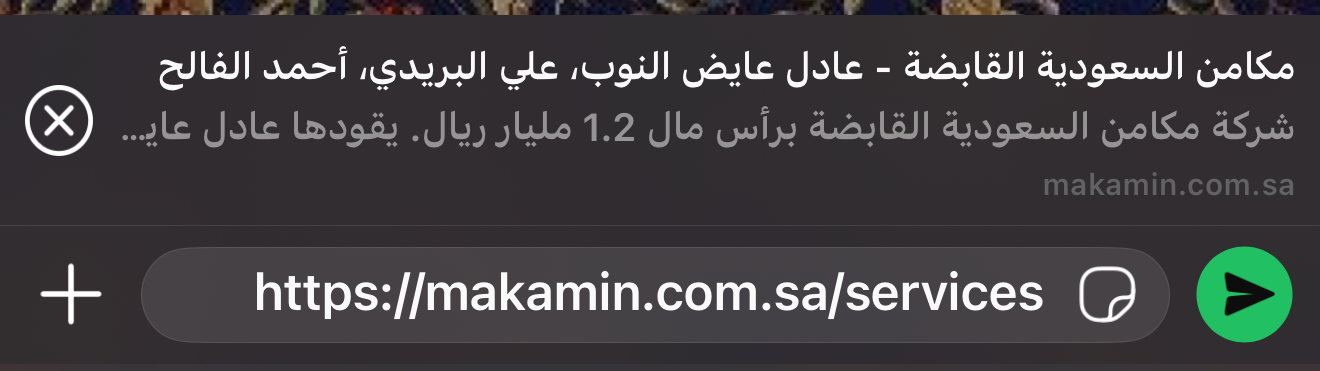 مكامن السعودية القابضة - عادل عايض النوب، علي البريدي، أحمد الفالح
شركة مكامن السعودية القابضة برأس مال 1.2 مليار ريال. يقودها عادل عايـ...
makamin.com.sa
https://makamin.com.sa/services